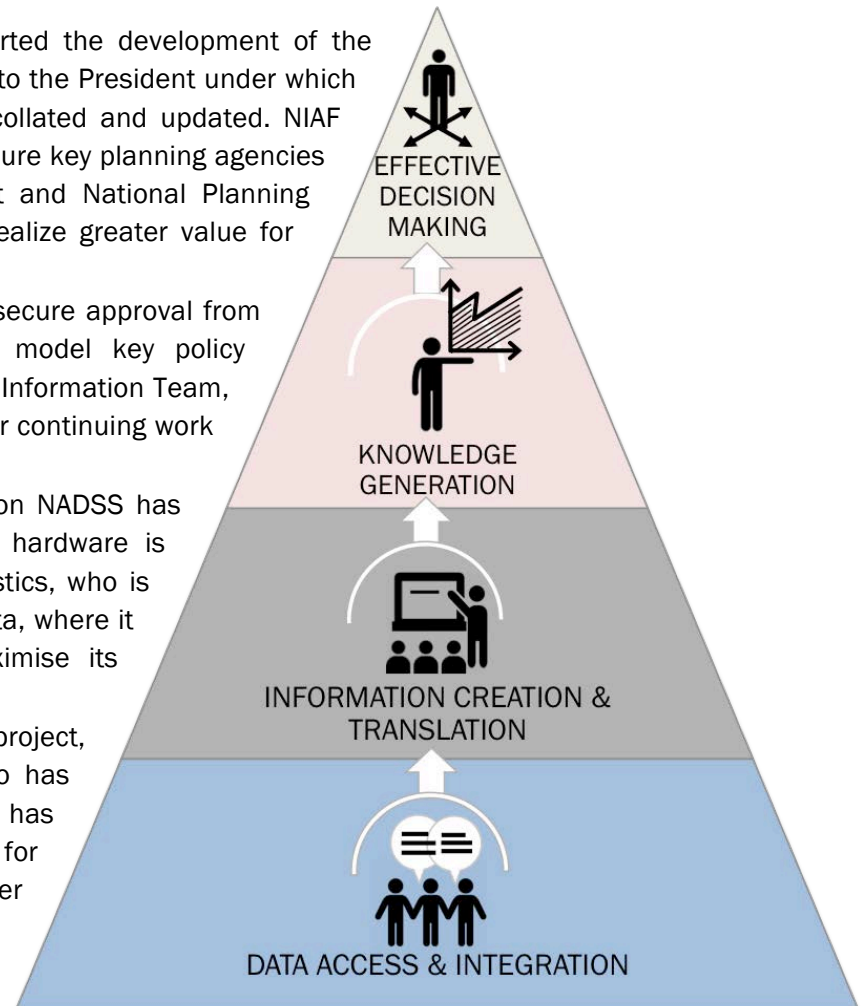 rted the development of the
to the President under which
collated and updated. NIAF
ure key planning agencies
t and National Planning
ealize greater value for
secure approval from
model key policy
Information Team,
r continuing work
on NADSS has
hardware is
stics, who is
ta, where it
ximise its
project,
o has
has
for
er
EFFECTIVE
DECISION
MAKING
KNOWLEDGE
GENERATION
INFORMATION CREATION &
TRANSLATION
DATA ACCESS & INTEGRATION